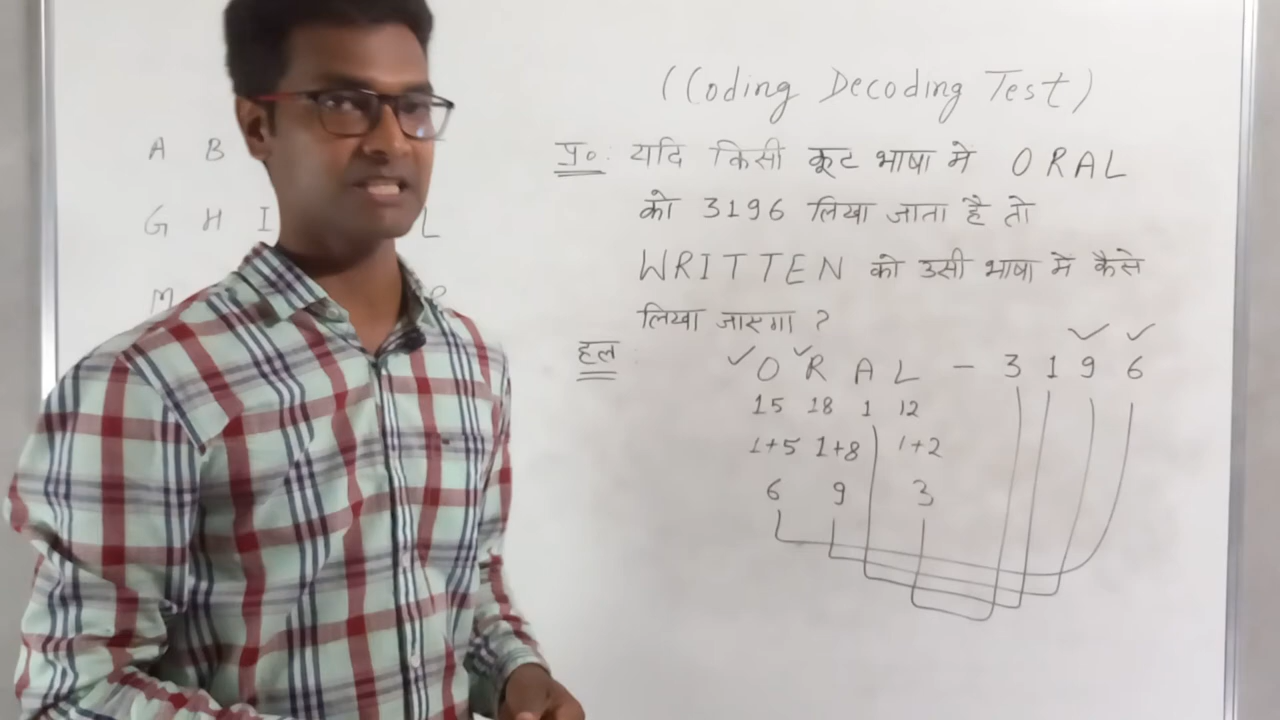 (Coding Decoding Test)
A B
G H I L
M
प्र०. यदि किसी कूट भाषा मे ORAL
को 3196 लिखा जाता है तो
WRITTEN को उसी भाषा मे कैसे
लिखा जाएगा ?
हल :
O R A L - 3 1 9 6
15 18 1 12
1+5 1+8 1+2
6 9 3